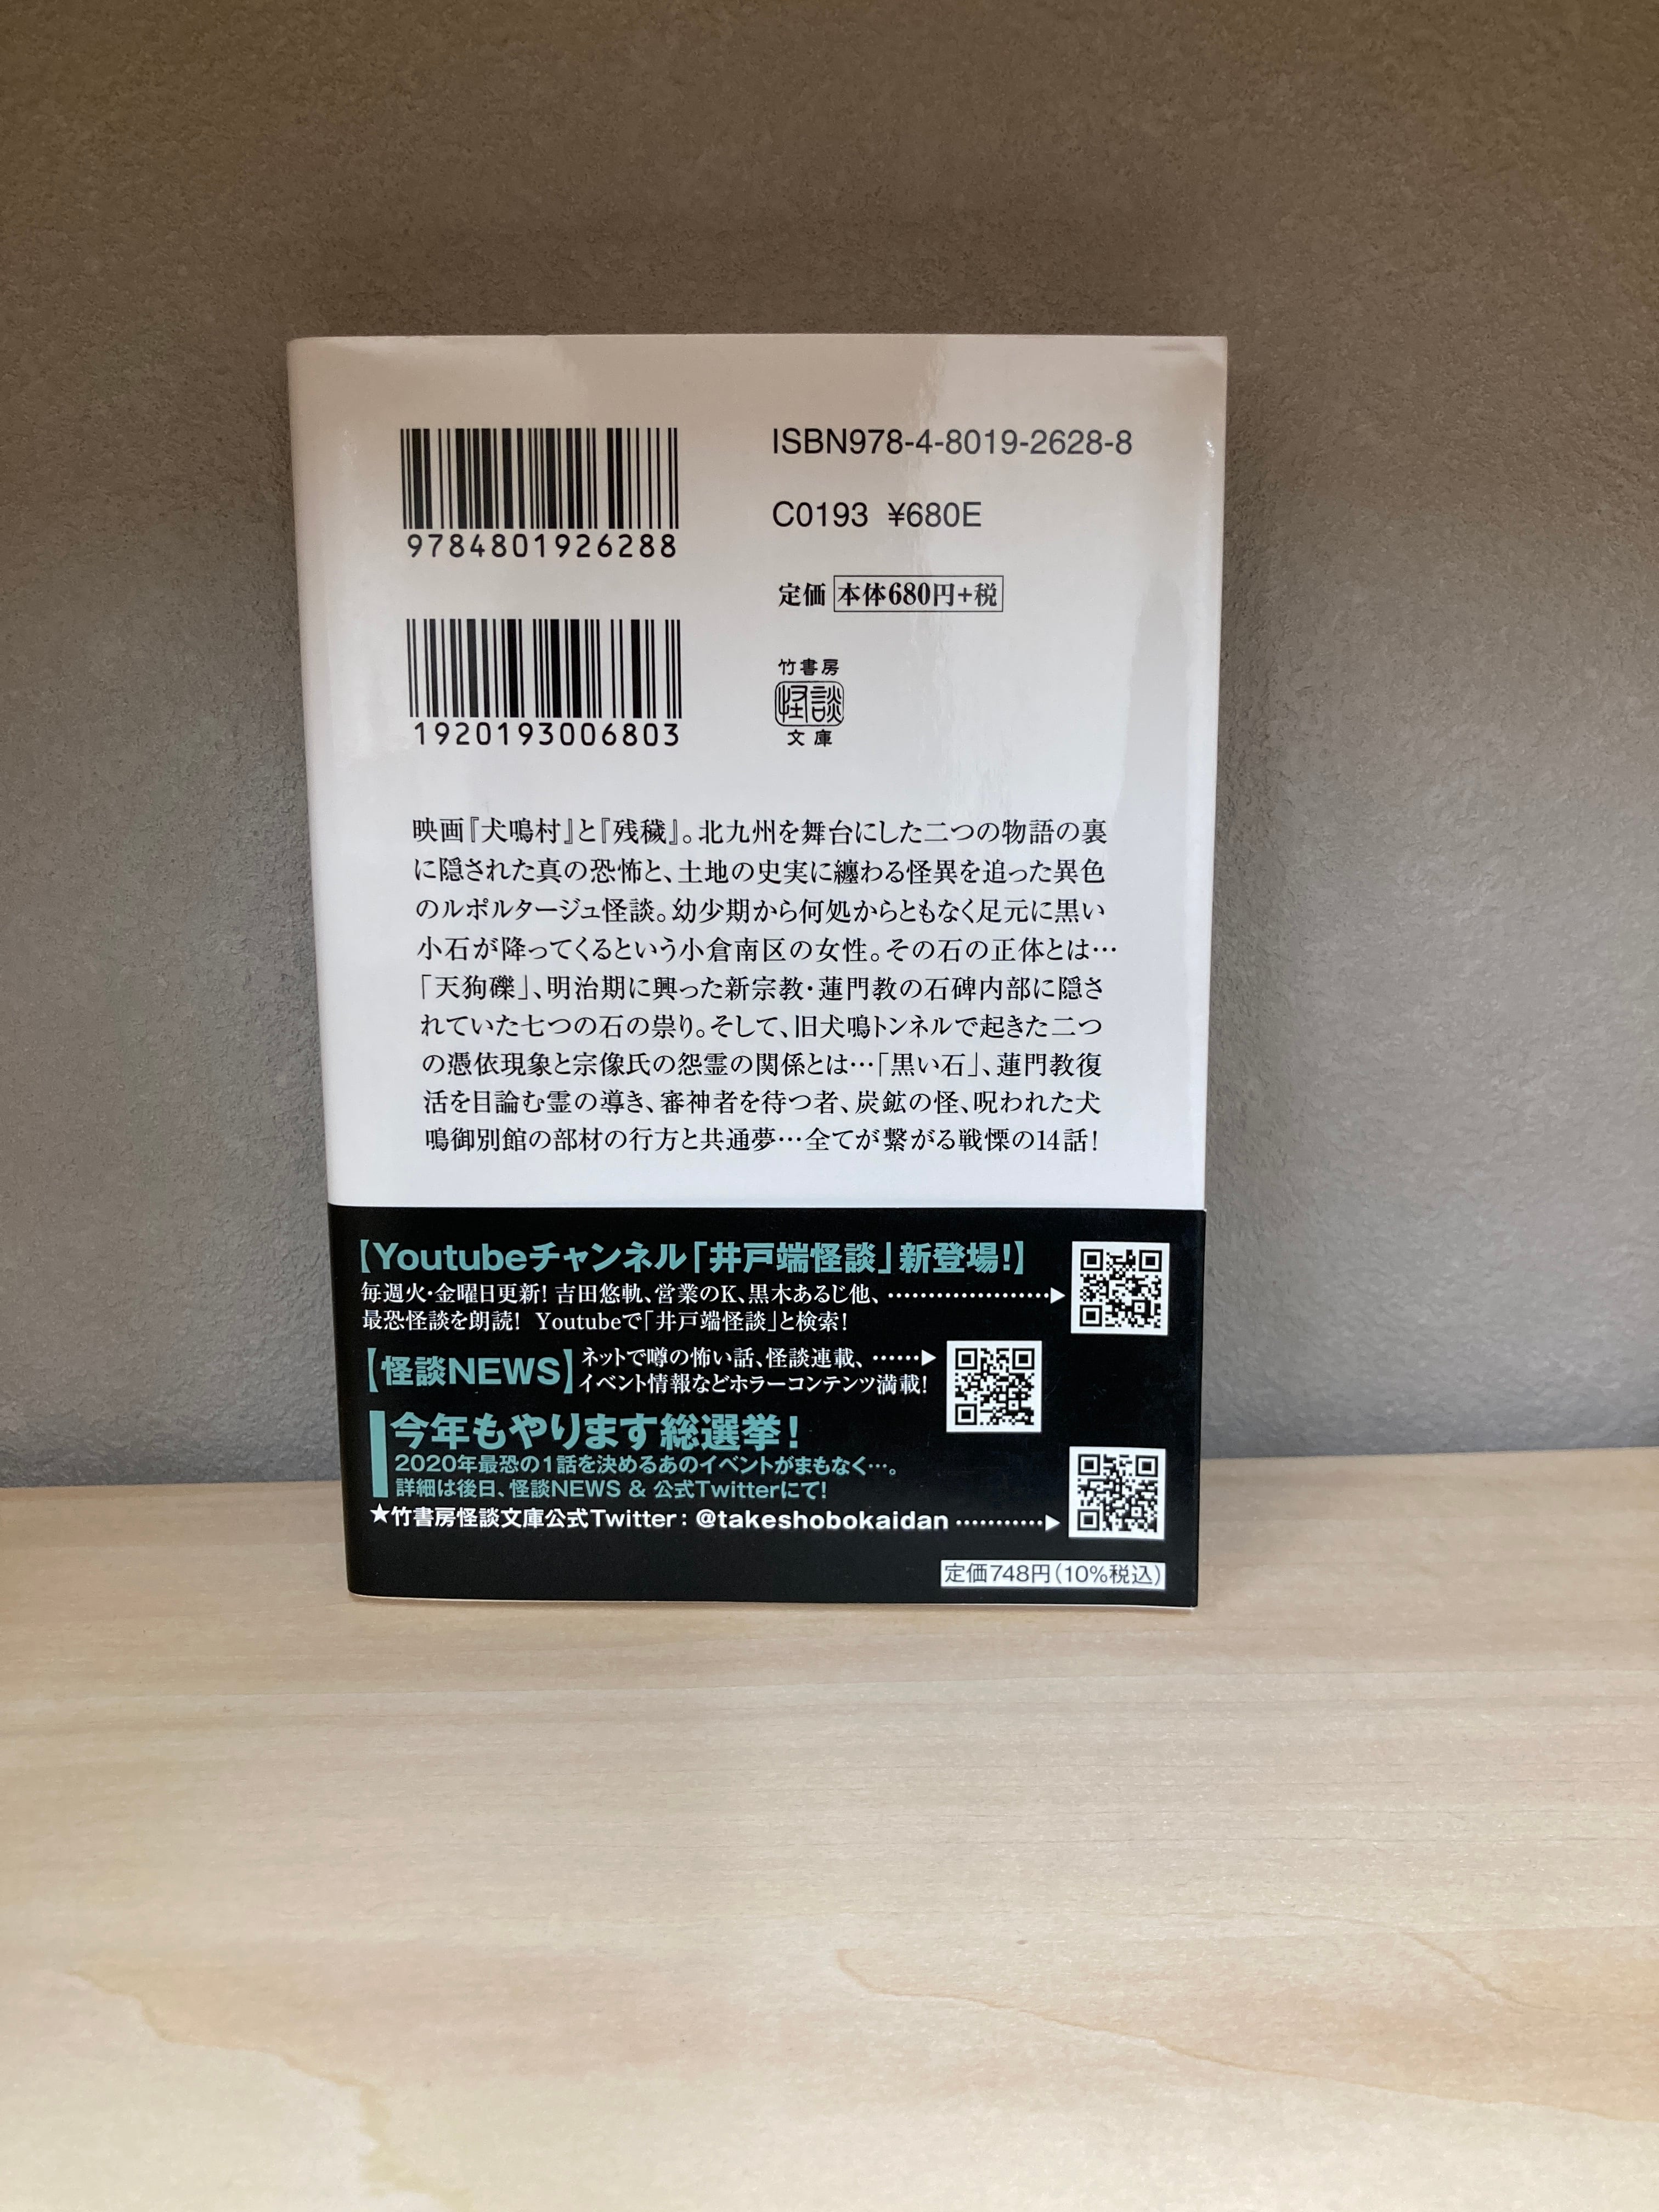 9784801926288
1920193006803
ISBN978-4-8019-2628-8
C0193 ¥680E
定価 本体680円+税
竹書房
怪談
文庫
映画『犬鳴村』と『残穢』。北九州を舞台にした二つの物語の裏
に隠された真の恐怖と、土地の史実に纏わる怪異を追った異色
のルポルタージュ怪談。幼少期から何処からともなく足元に黒い
小石が降ってくるという小倉南区の女性。その石の正体とは…
「天狗礫」、明治期に興った新宗教・蓮門教の石碑内部に隠さ
れていた七つの石の祟り。そして、旧犬鳴トンネルで起きた二つ
の憑依現象と宗像氏の怨霊の関係とは…「黒い石」、蓮門教復
活を目論む霊の導き、審神者を待つ者、炭鉱の怪、呪われた犬
鳴御別館の部材の行方と共通夢…全てが繋がる戦慄の14話!
【Youtubeチャンネル「井戸端怪談」新登場!】
毎週火・金曜日更新! 吉田悠軌、営業のK、黒木あるじ他、
最恐怪談を朗読! Youtubeで「井戸端怪談」と検索!
【怪談NEWS】ネットで噂の怖い話、怪談連載、
イベント情報などホラーコンテンツ満載!
今年もやります総選挙!
2020年最恐の1話を決めるあのイベントがまもなく…。
詳細は後日、怪談NEWS & 公式Twitterにて!
★竹書房怪談文庫公式Twitter: @takeshobokaidan
定価748円(10%税込)